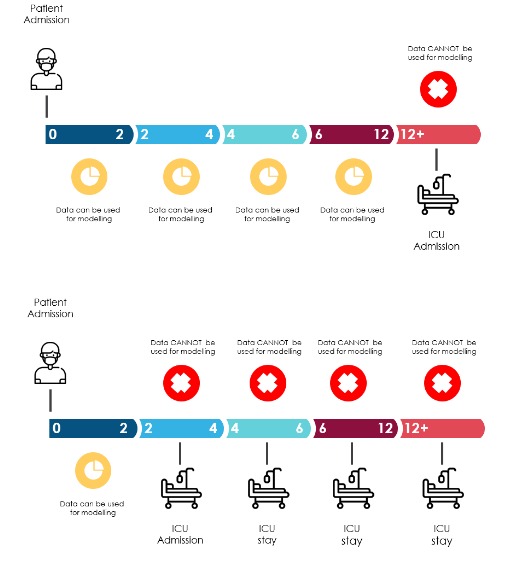 Patient
Admission
Data CANNOT be
used for modelling
0 2 2 4 4 6 6 12 12+
Data can be used
for modelling
Data can be used
for modelling
Data can be used
for modelling
Data can be used
for modelling
ICU
Admission
Patient
Admission
Data CANNOT be
used for modelling
Data CANNOT be
used for modelling
Data CANNOT be
used for modelling
Data CANNOT be
used for modelling
0 2 2 4 4 6 6 12 12+
Data can be used
for modelling
ICU
Admission
ICU
stay
ICU
stay
ICU
stay